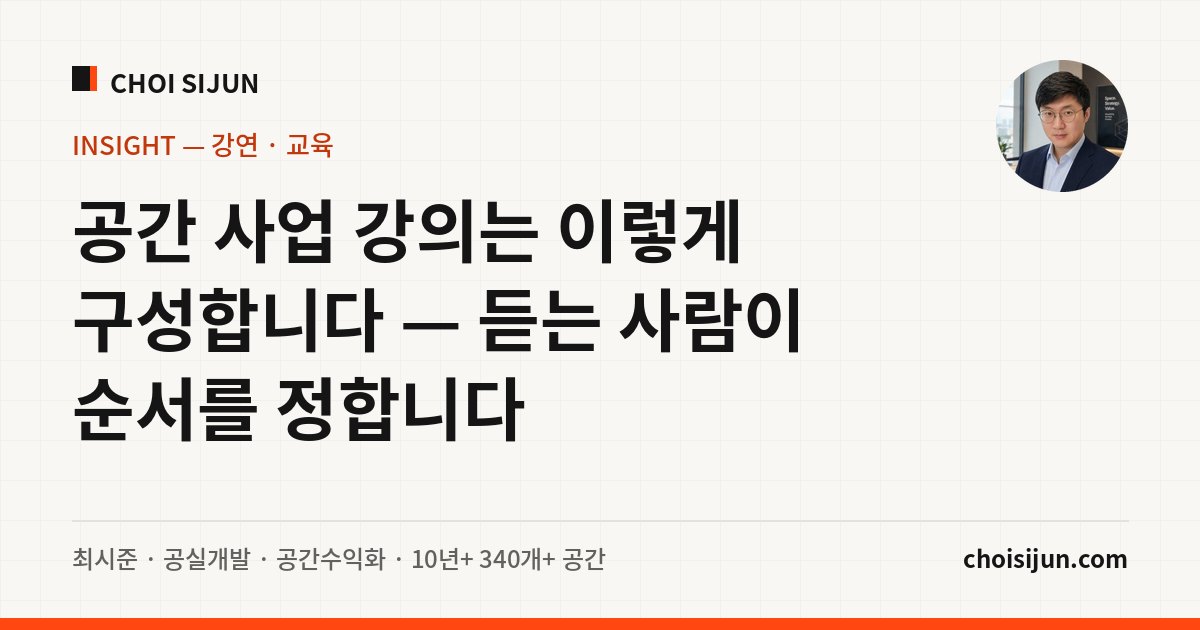 CHOI SIJUN
INSIGHT — 강연 · 교육
공간 사업 강의는 이렇게
구성합니다 — 듣는 사람이
순서를 정합니다
최시준 · 공실개발 · 공간수익화 · 10년+ 340개+ 공간
choisijun.com